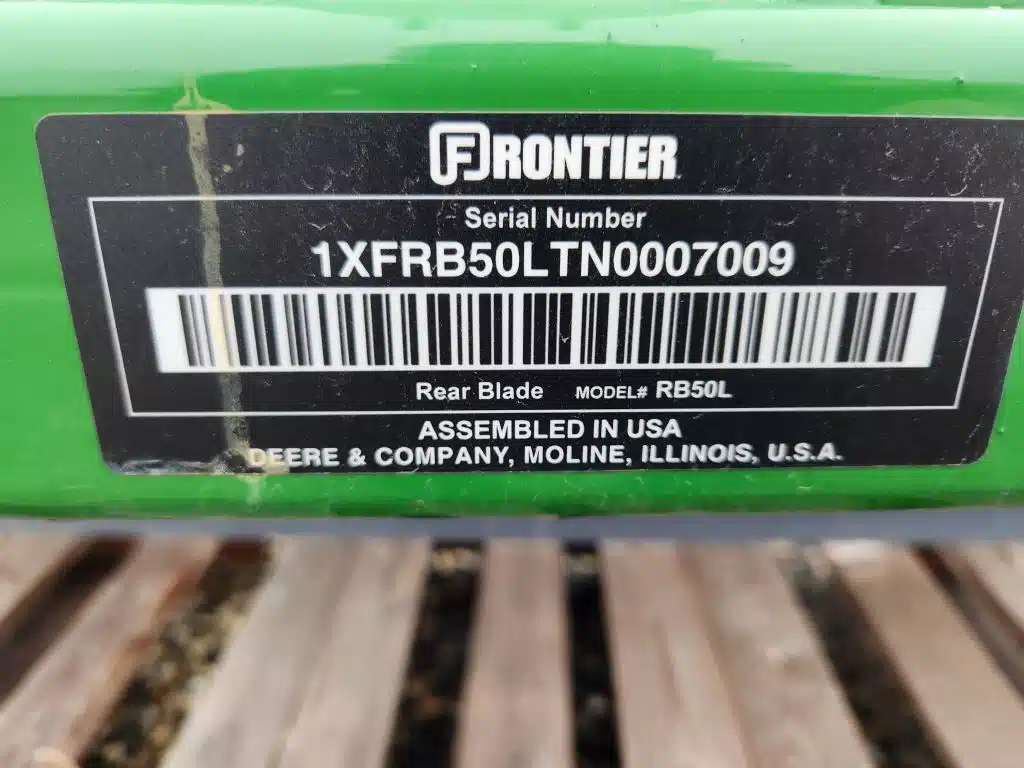 FRONTIER
Serial Number
1XFRB50LTN0007009
Rear Blade MODEL# RB50L
ASSEMBLED IN USA
DEERE & COMPANY, MOLINE, ILLINOIS, U.S.A.